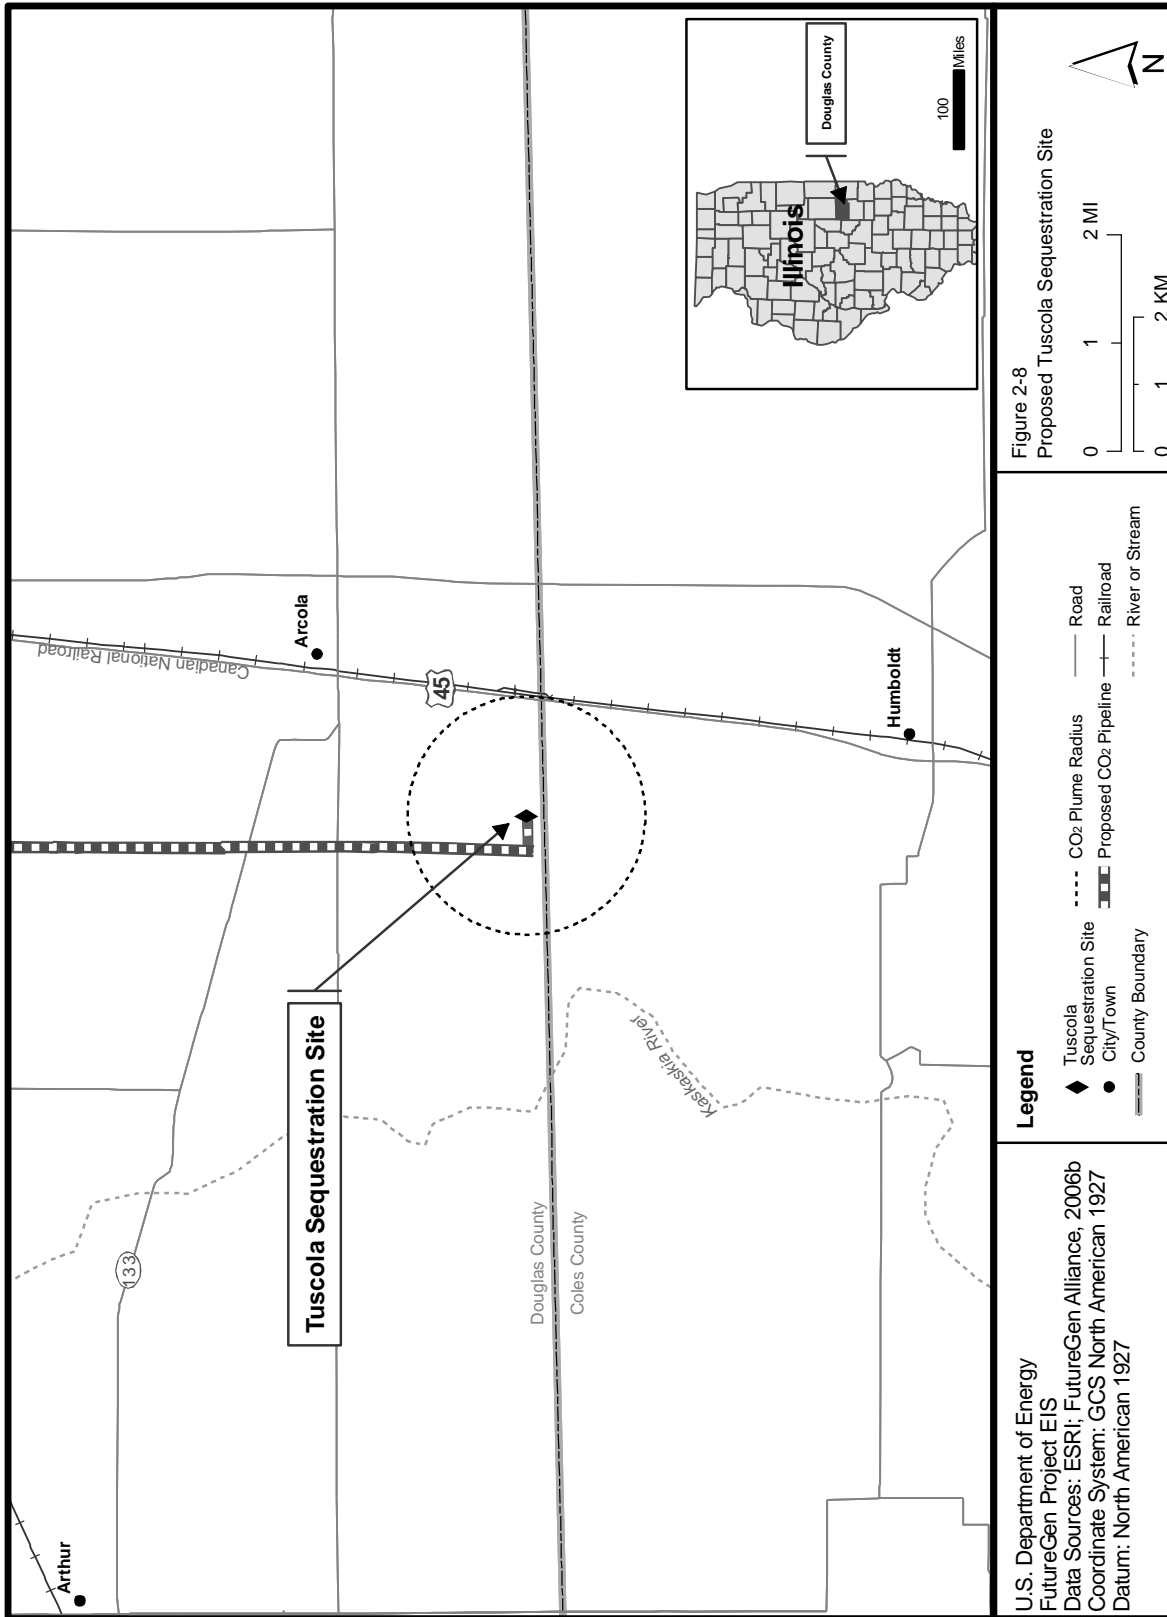 Arthur
133
Tuscola Sequestration Site
Canadian National Railroad
Arcola
45
Douglas County
Coles County
Kaskaskia River
Humboldt
Illinois
Douglas County
100
Miles
U.S. Department of Energy
FutureGen Project EIS
Data Sources: ESRI; FutureGen Alliance, 2006b
Coordinate System: GCS North American 1927
Datum: North American 1927
Legend
Tuscola
Sequestration Site
City/Town
County Boundary
CO2 Plume Radius
Proposed CO2 Pipeline
Road
Railroad
River or Stream
Figure 2-8
Proposed Tuscola Sequestration Site
0 1 2 MI
0 1 2 KM
N